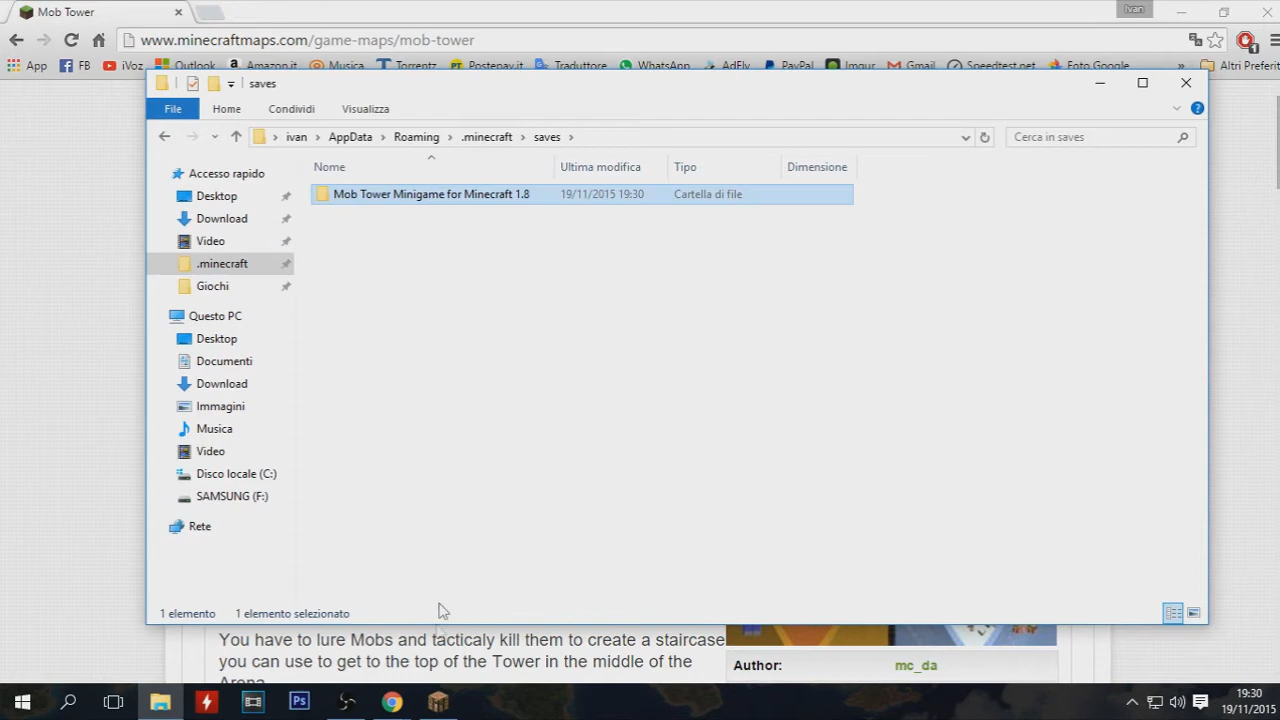 Mob Tower
Ivan
www.minecraftmaps.com/game-maps/mob-tower
App FB iVoz Outlook Amazon.it Musica Torrentz Postepay.it Traduttore WhatsApp AdFly PayPal Imur Gmail Speedtest.net Foto Google » Altri Preferiti
saves
File Home Condividi Visualizza
ivan AppData Roaming .minecraft saves
Cerca in saves
Nome Ultima modifica Tipo Dimensione
Mob Tower Minigame for Minecraft 1.8 19/11/2015 19:30 Cartella di file
Accesso rapido
Desktop
Download
Video
.minecraft
Giochi
Questo PC
Desktop
Documenti
Download
Immagini
Musica
Video
Disco locale (C:)
SAMSUNG (F:)
Rete
1 elemento 1 elemento selezionato
You have to lure Mobs and tacticaly kill them to create a staircase
you can use to get to the top of the Tower in the middle of the
Arena
Author: mc_da
Ps
19:30
19/11/2015